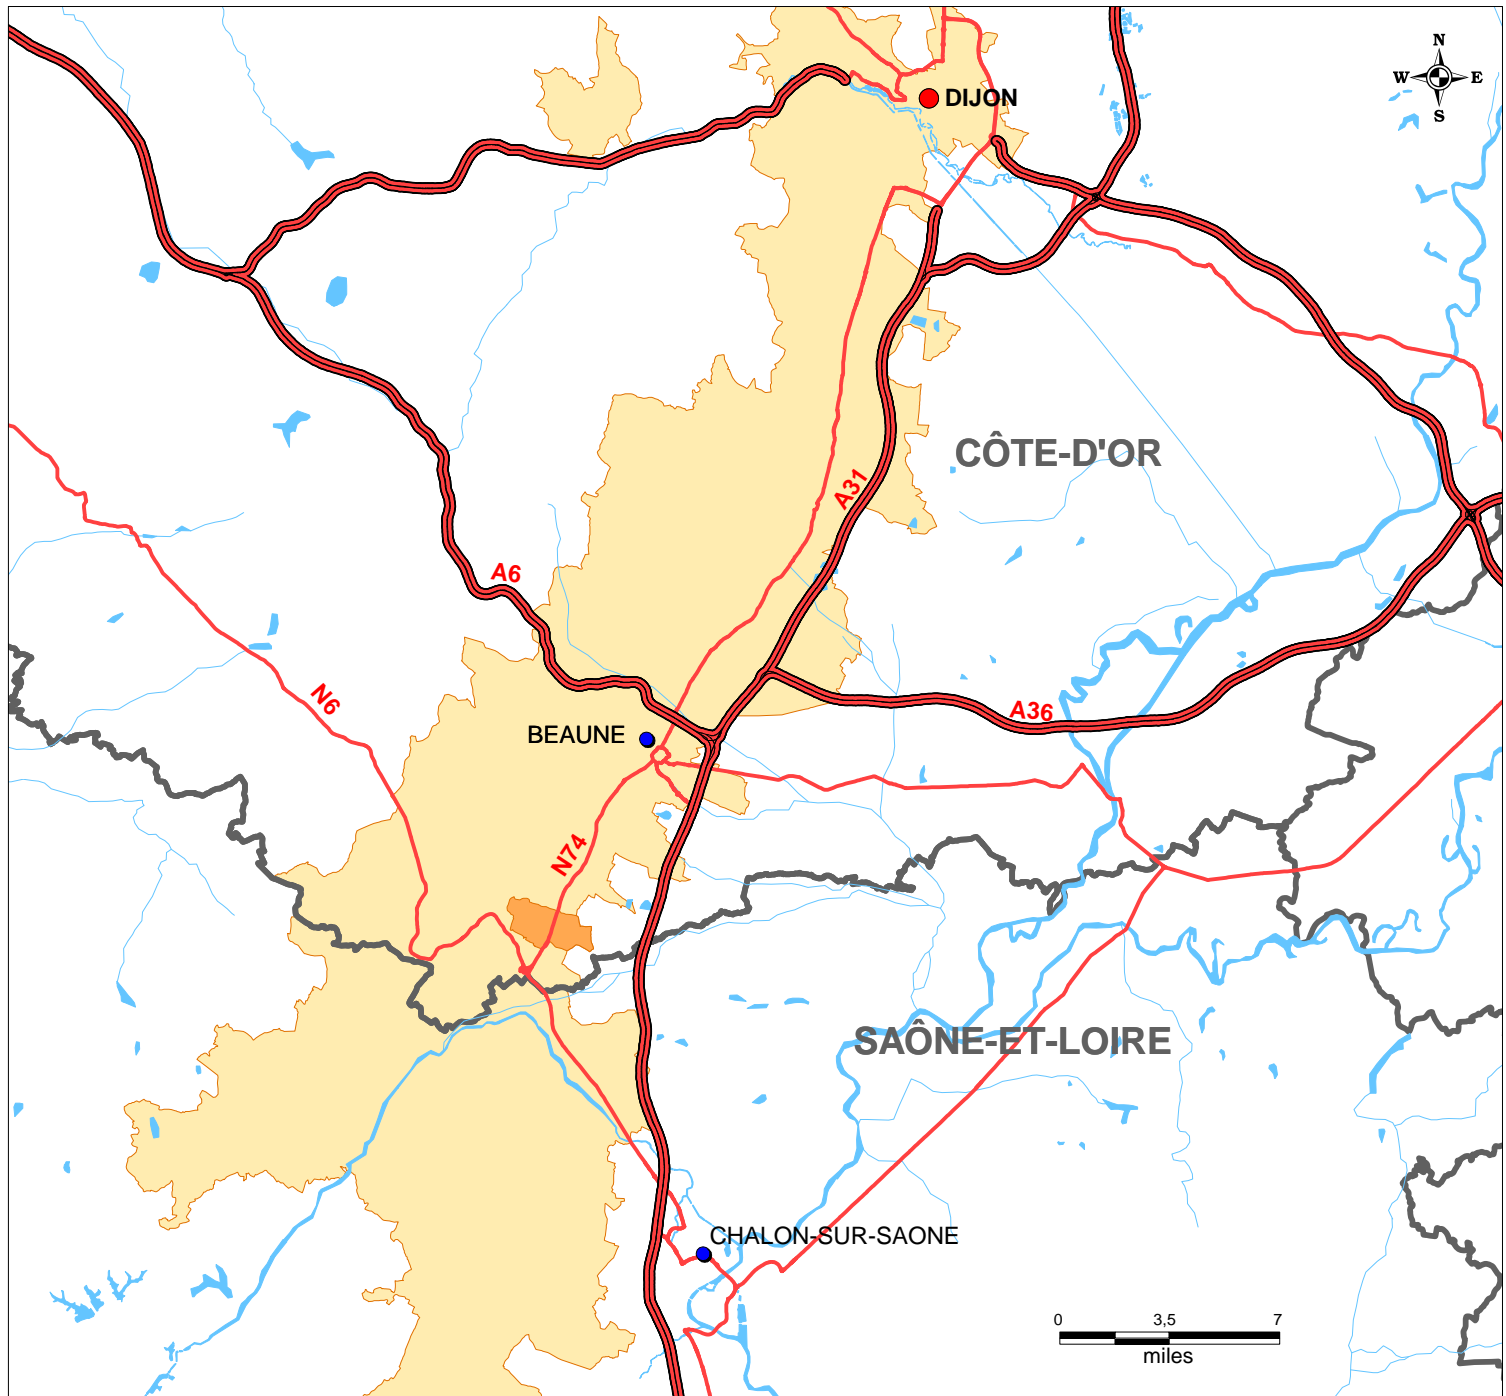 N
W E
S
DIJON
CÔTE-D'OR
A31
A6
N6
A36
BEAUNE
N74
SAÔNE-ET-LOIRE
CHALON-SUR-SAONE
0 3,5 7
miles